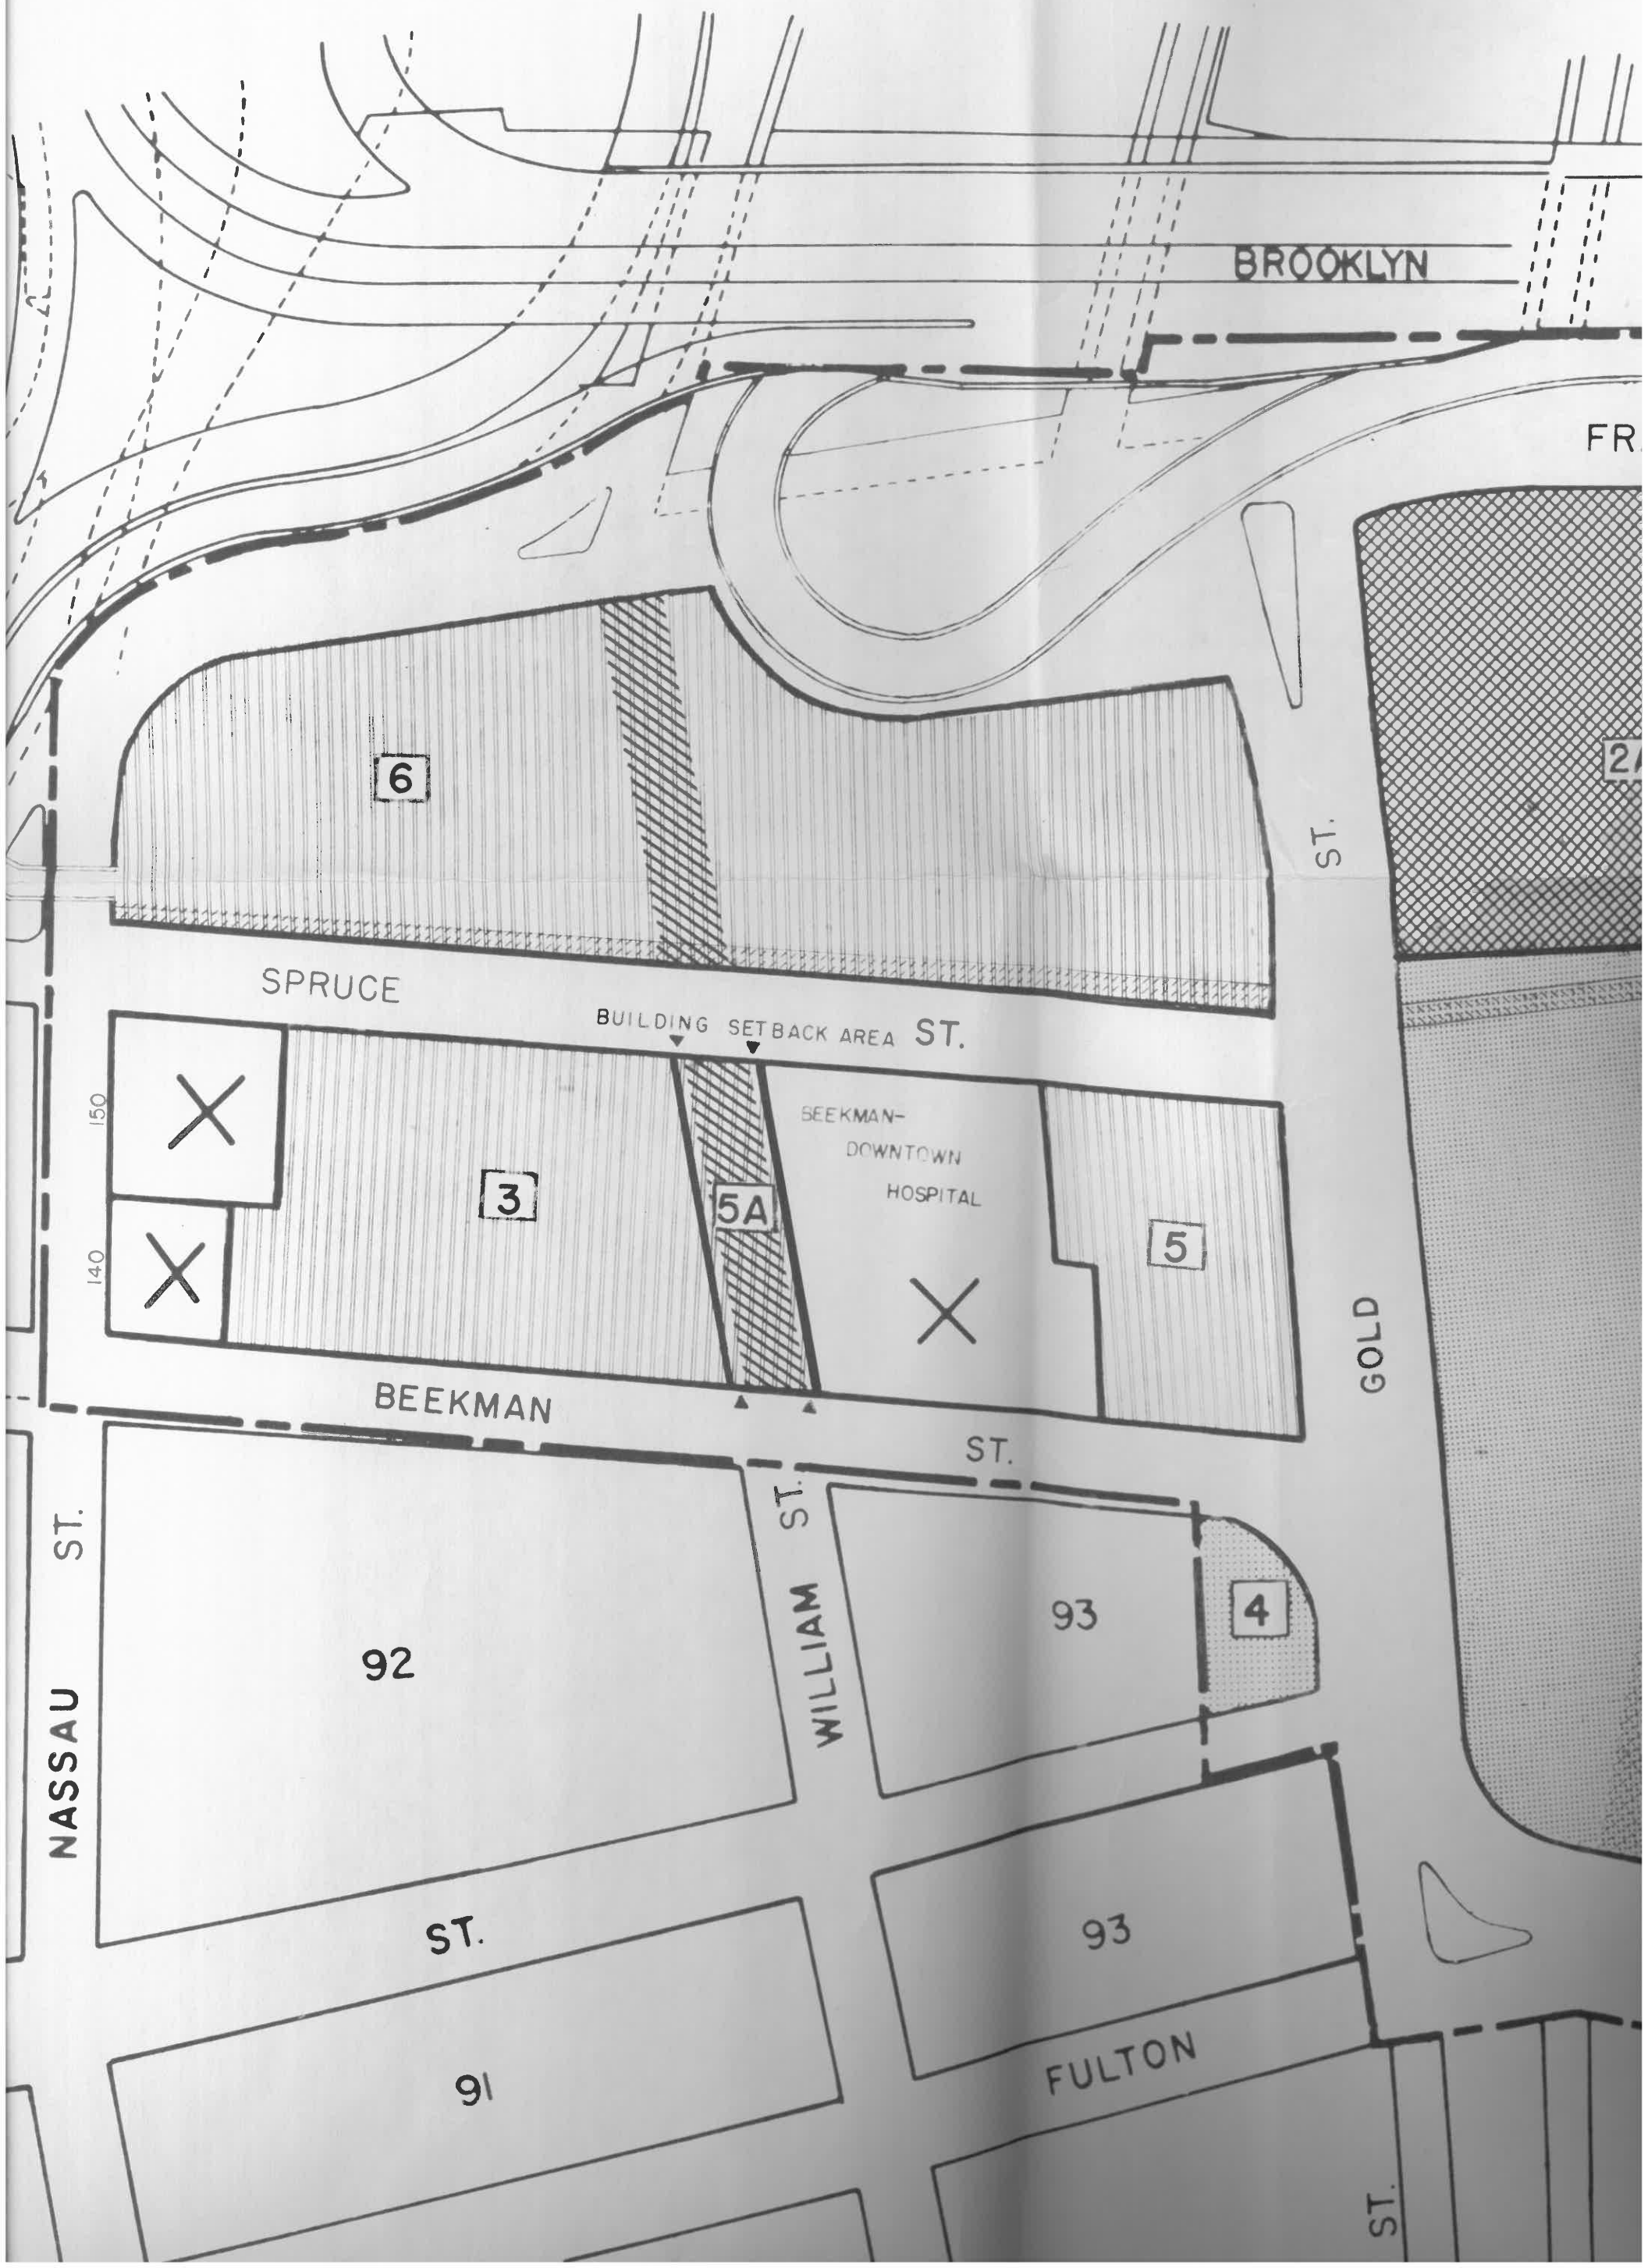 BROOKLYN
FR
2A
6
ST.
SPRUCE
BUILDING SETBACK AREA ST.
150
BEEKMAN-
DOWNTOWN
HOSPITAL
3
5A
5
140
GOLD
BEEKMAN
ST.
ST.
ST.
4
93
WILLIAM
92
NASSAU
ST.
93
FULTON
91
ST.